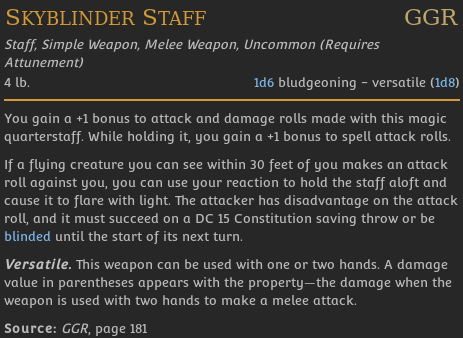 SKYBLINDER STAFF GGR
Staff, Simple Weapon, Melee Weapon, Uncommon (Requires
Attunement)
4 lb. 1d6 bludgeoning – versatile (1d8)
You gain a +1 bonus to attack and damage rolls made with this magic
quarterstaff. While holding it, you gain a +1 bonus to spell attack rolls.
If a flying creature you can see within 30 feet of you makes an attack
roll against you, you can use your reaction to hold the staff aloft and
cause it to flare with light. The attacker has disadvantage on the attack
roll, and it must succeed on a DC 15 Constitution saving throw or be
blinded until the start of its next turn.
Versatile. This weapon can be used with one or two hands. A damage
value in parentheses appears with the property—the damage when the
weapon is used with two hands to make a melee attack.
Source: GGR, page 181